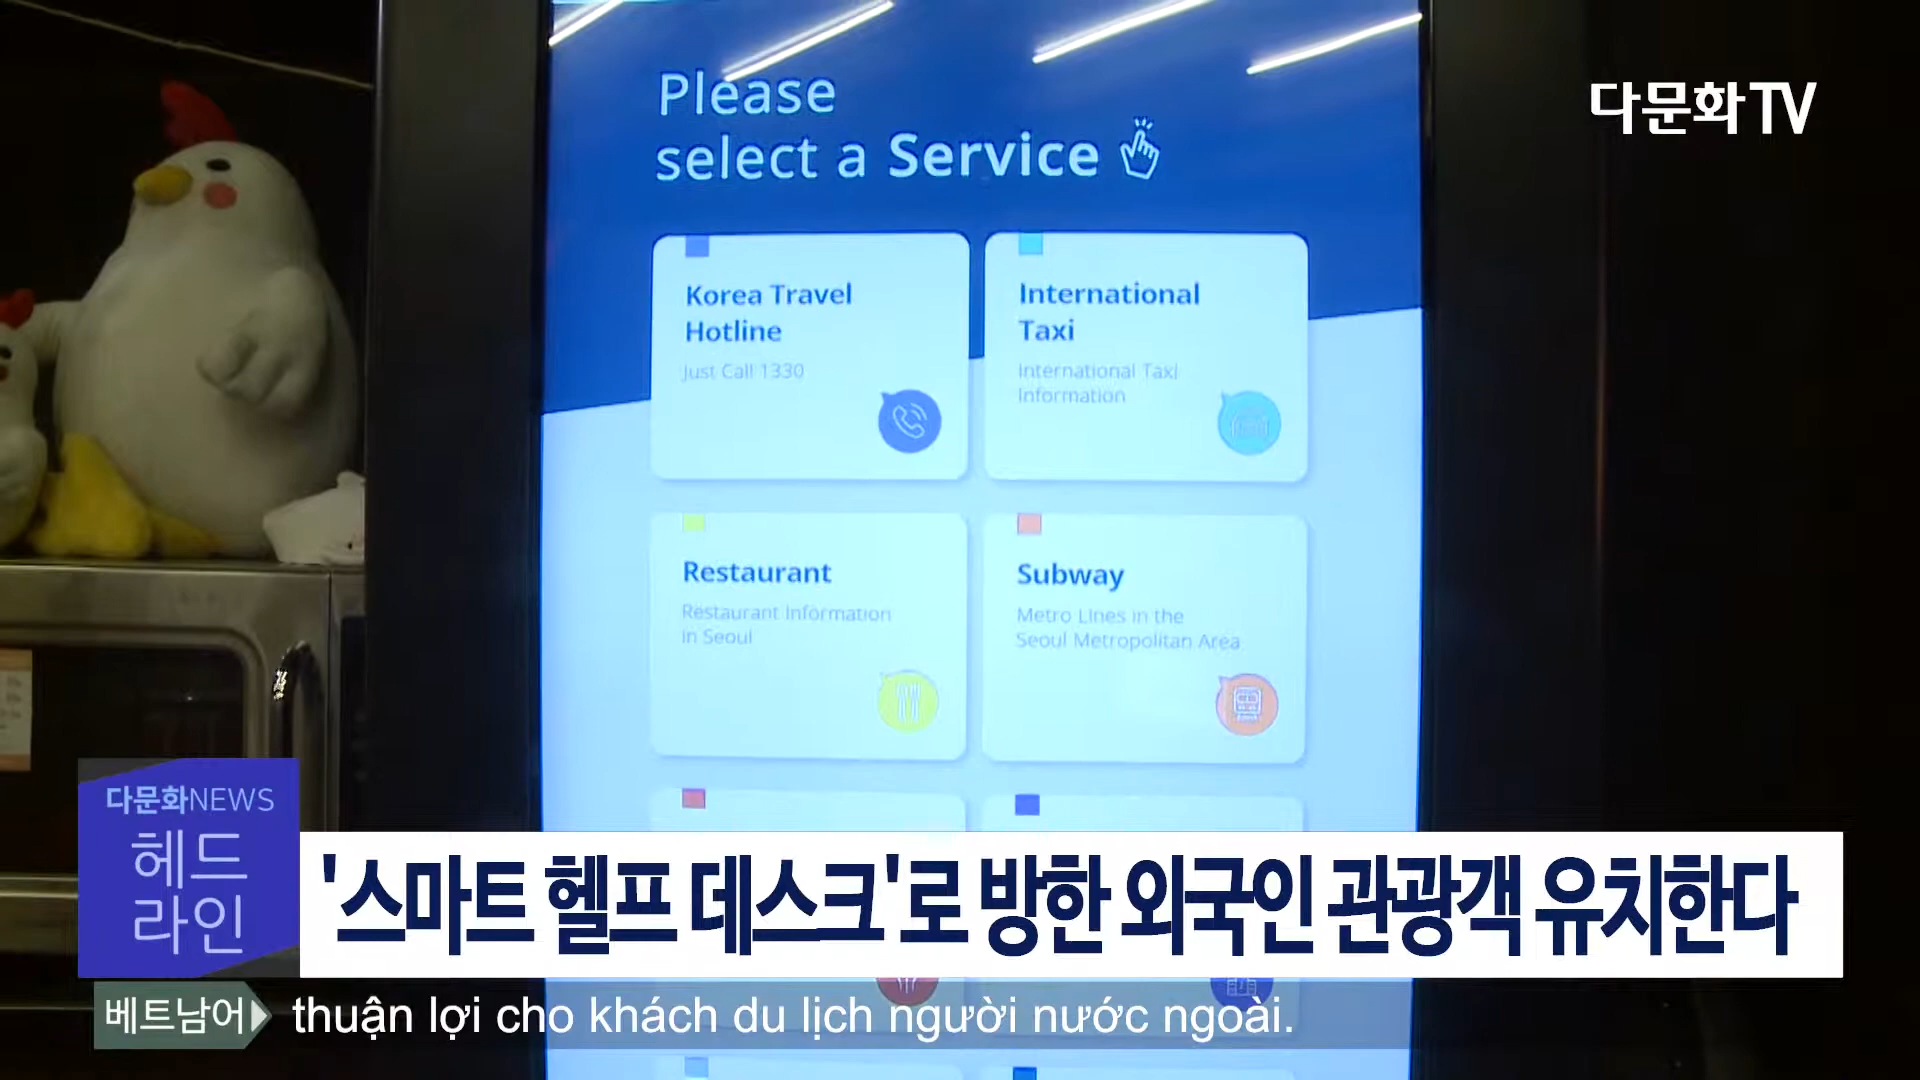 Please
select a Service
다문화TV
Korea Travel
Hotline
Just Call 1330
International
Taxi
International Taxi
Information
Restaurant
Restaurant Information
in Seoul
Subway
Metro Lines in the
Seoul Metropolitan Area
다문화NEWS
헤드
라인
'스마트 헬프 데스크'로 방한 외국인 관광객 유치한다
베트남어
thuận lợi cho khách du lịch người nước ngoài.